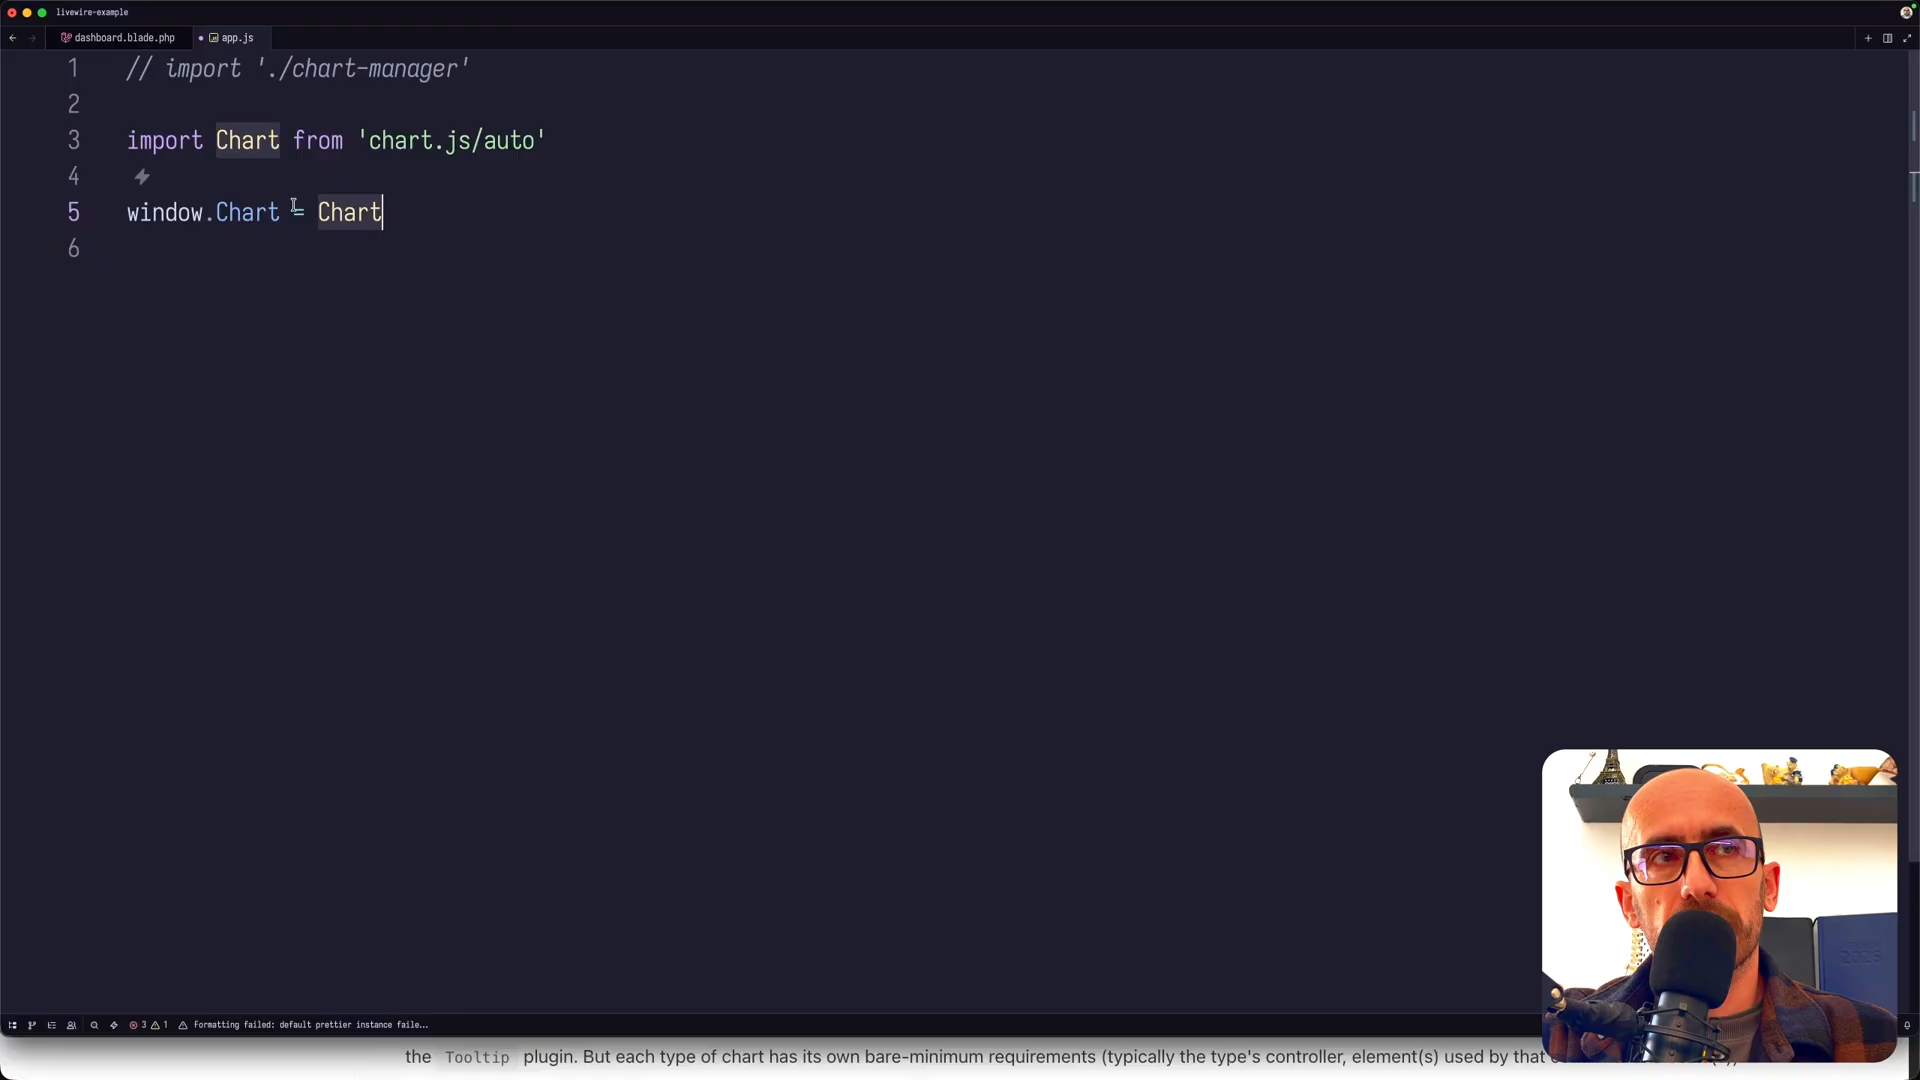 livewire-example
dashboard.blade.php
app.js
1 // import './chart-manager'
2
3 import Chart from 'chart.js/auto'
4
5 window.Chart = Chart
6
3
1
Formatting failed: default prettier instance faile...
the Tooltip plugin. But each type of chart has its own bare-minimum requirements (typically the type's controller, element(s) used by that